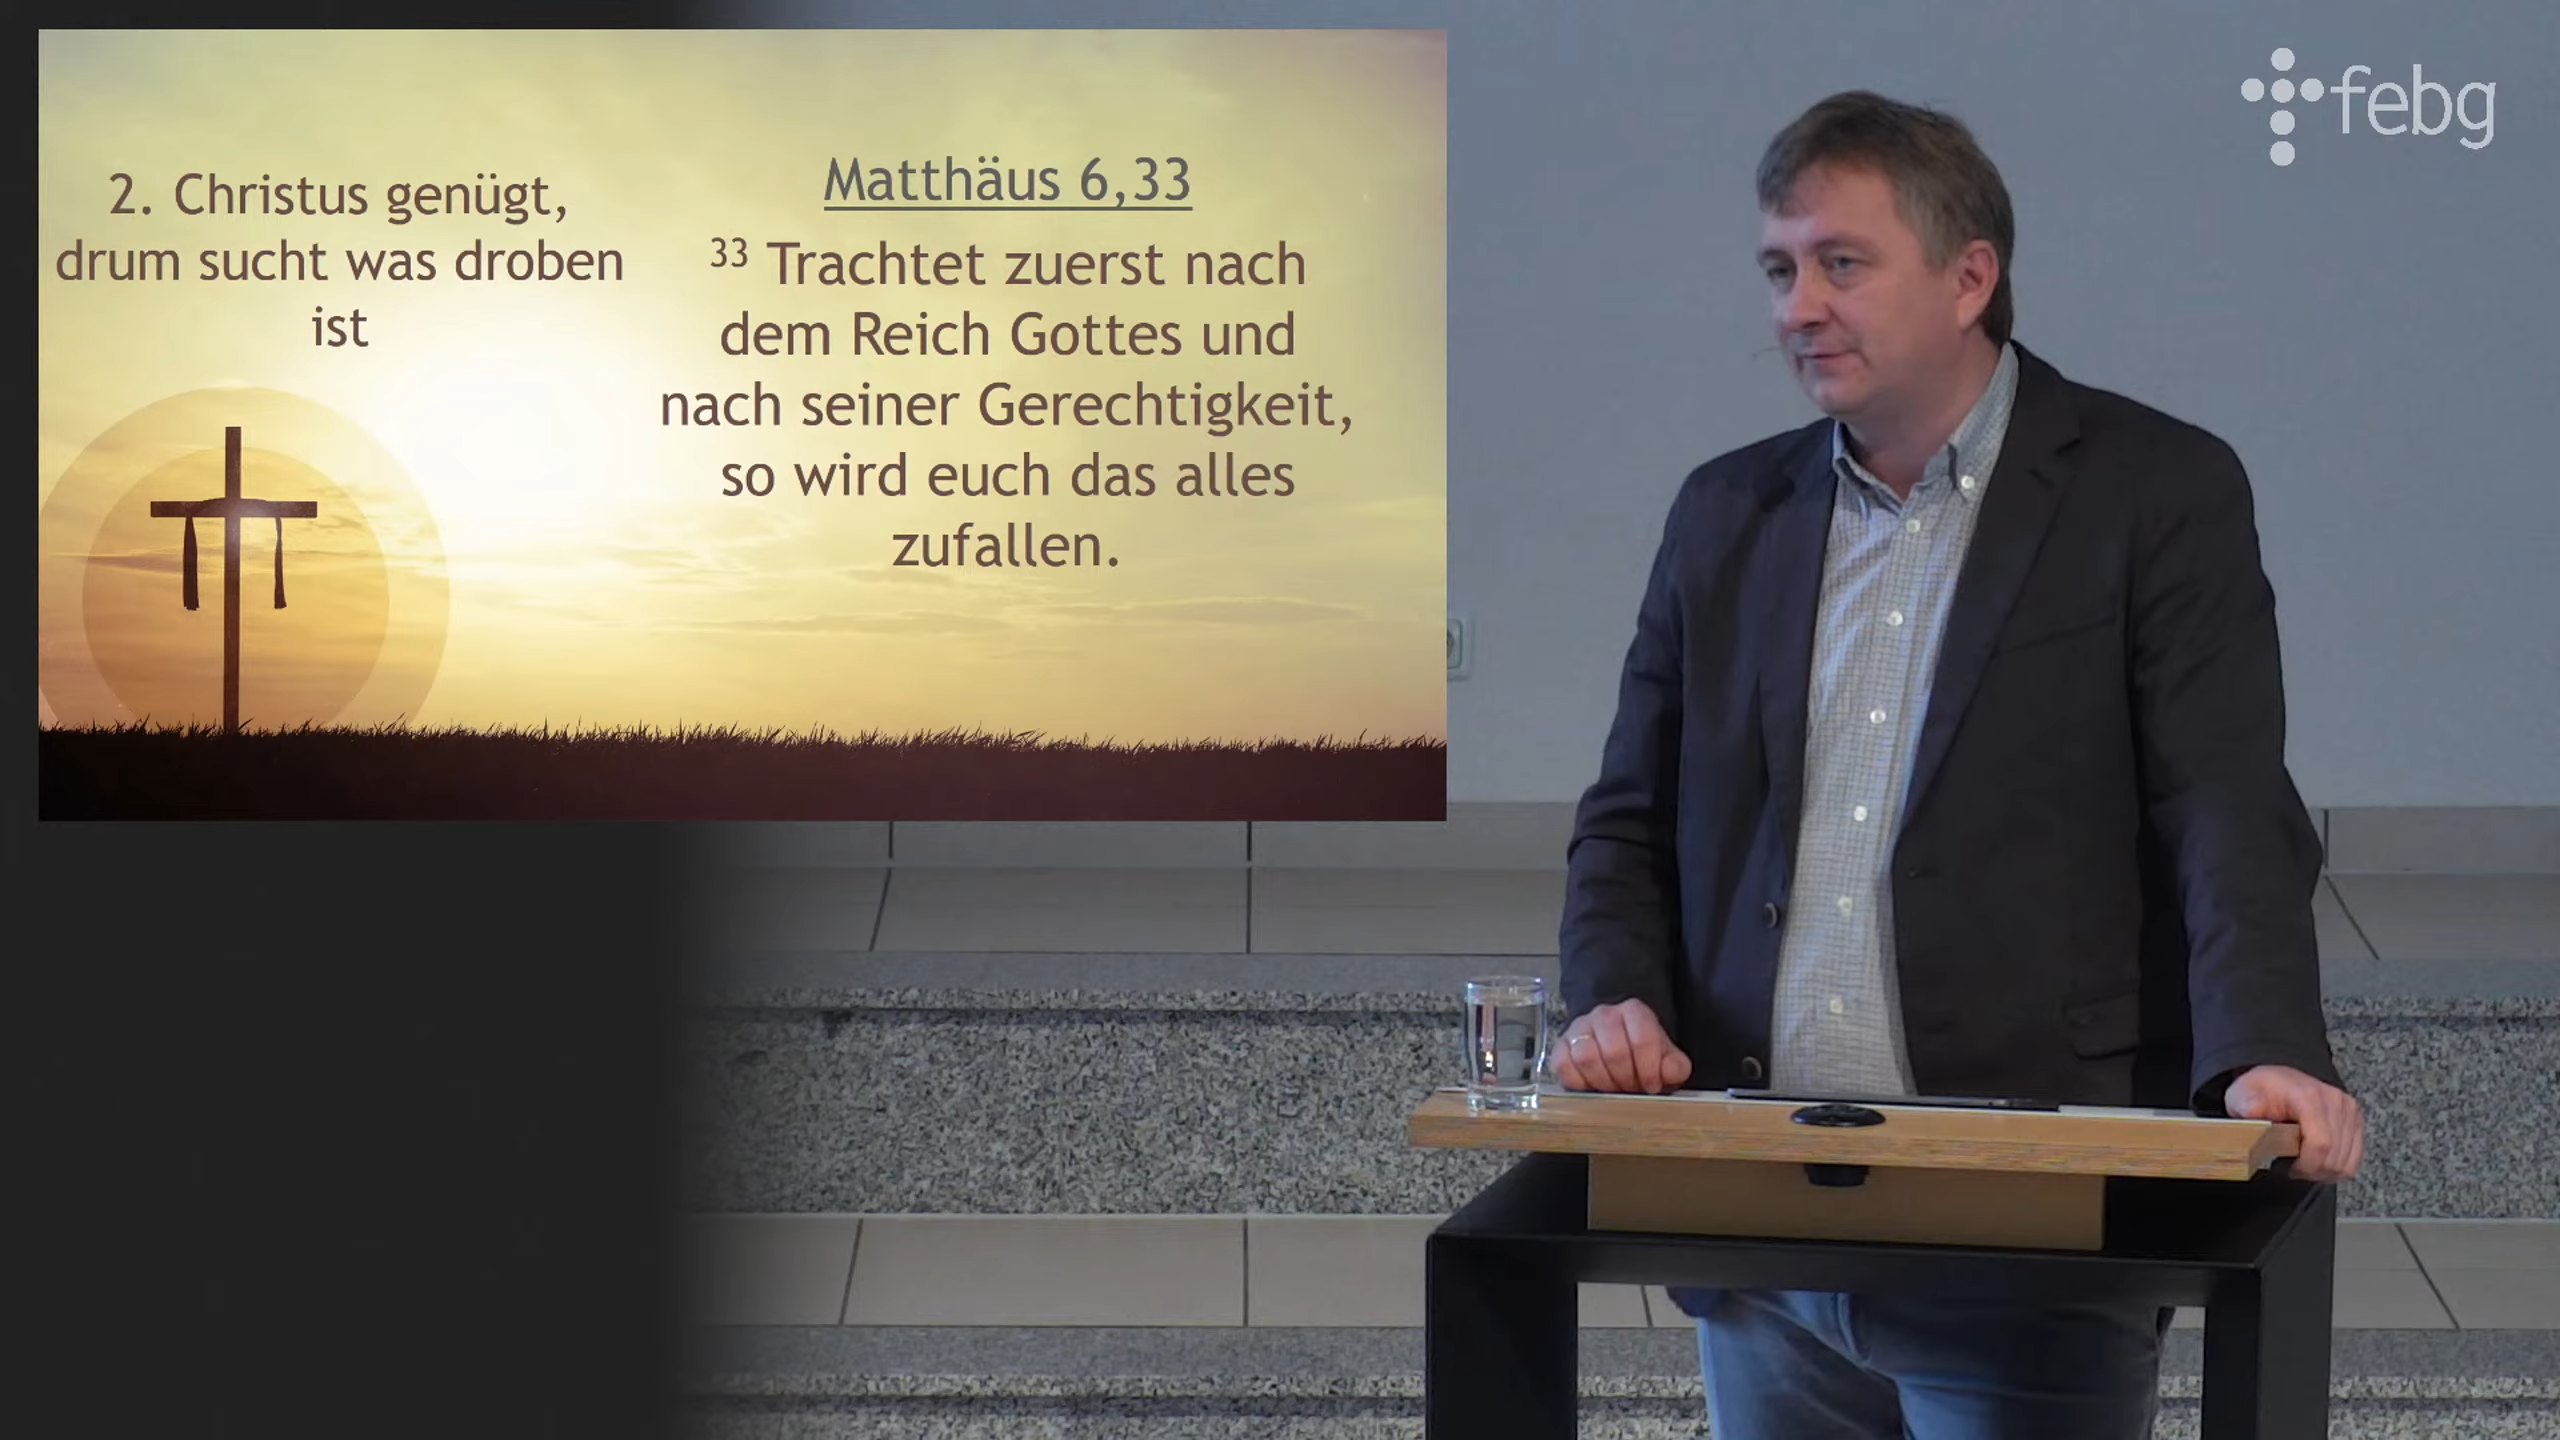 2. Christus genügt,
drum sucht was droben
ist
Matthäus 6,33
33 Trachtet zuerst nach
dem Reich Gottes und
nach seiner Gerechtigkeit,
so wird euch das alles
zufallen.
febg